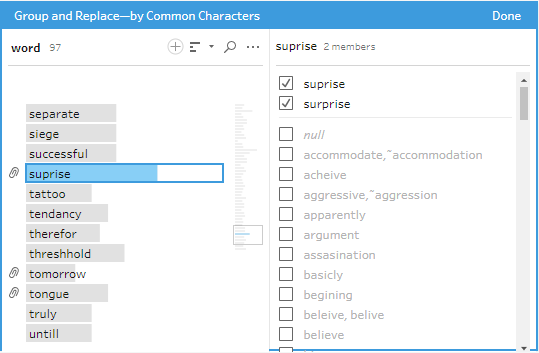 Group and Replace—by Common Characters Done
word 97
separate
siege
successful
suprise
tattoo
tendancy
therefor
threshhold
tomorrow
tongue
truly
untill
suprise 2 members
suprise
surprise
null
accommodate,˜accommodation
acheive
aggressive,˜aggression
apparently
argument
assasination
basicly
begining
beleive, belive
believe